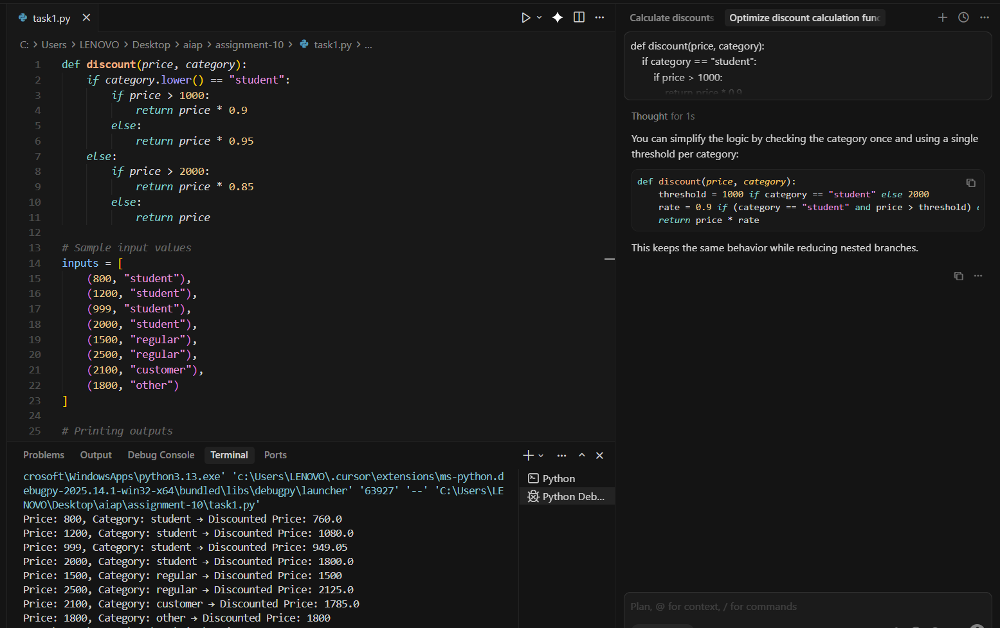 task1.py
C: > Users > LENOVO > Desktop > aiap > assignment-10 > task1.py > ...
1 def discount(price, category):
2     if category.lower() == "student":
3         if price > 1000:
4             return price * 0.9
5         else:
6             return price * 0.95
7     else:
8         if price > 2000:
9             return price * 0.85
10         else:
11             return price
12
13 # Sample input values
14 inputs = [
15     (800, "student"),
16     (1200, "student"),
17     (999, "student"),
18     (2000, "student"),
19     (1500, "regular"),
20     (2500, "regular"),
21     (2100, "customer"),
22     (1800, "other")
23 ]
24
25 # Printing outputs
Problems Output Debug Console Terminal Ports
crosoft\WindowsApps\python3.13.exe' 'c:\Users\LENOVO\.cursor\extensions\ms-python.d
ebugpy-2025.14.1-win32-x64\bundled\libs\debugpy\launcher' '63927' '--' 'C:\Users\LE
NOVO\Desktop\aiap\assignment-10\task1.py'
Price: 800, Category: student → Discounted Price: 760.0
Price: 1200, Category: student → Discounted Price: 1080.0
Price: 999, Category: student → Discounted Price: 949.05
Price: 2000, Category: student → Discounted Price: 1800.0
Price: 1500, Category: regular → Discounted Price: 1500
Price: 2500, Category: regular → Discounted Price: 2125.0
Price: 2100, Category: customer → Discounted Price: 1785.0
Price: 1800, Category: other → Discounted Price: 1800
Python
Python Deb...
Calculate discounts Optimize discount calculation func
def discount(price, category):
if category == "student":
if price > 1000:
return price * 0.9
Thought for 1s
You can simplify the logic by checking the category once and using a single
threshold per category:
def discount(price, category):
    threshold = 1000 if category == "student" else 2000
    rate = 0.9 if (category == "student" and price > threshold) e
    return price * rate
This keeps the same behavior while reducing nested branches.
Plan, @ for context, / for commands